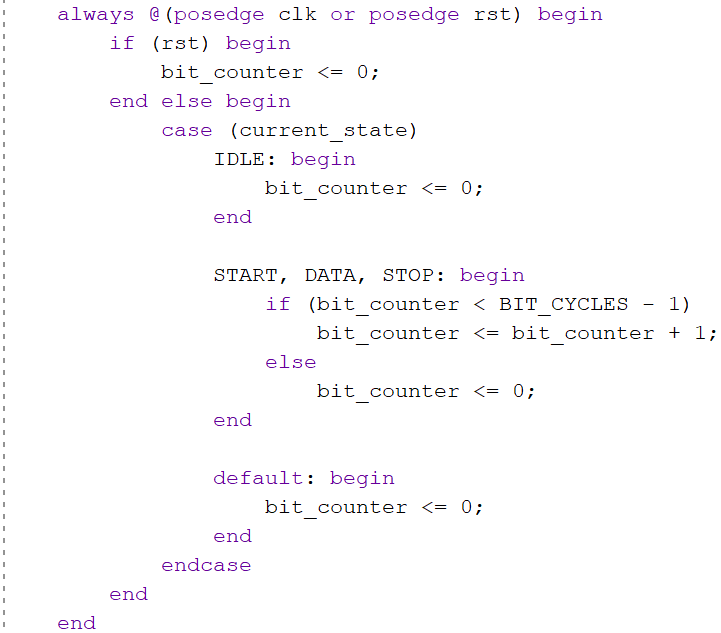 always @(posedge clk or posedge rst) begin
    if (rst) begin
        bit_counter <= 0;
    end else begin
        case (current_state)
            IDLE: begin
                bit_counter <= 0;
            end

            START, DATA, STOP: begin
                if (bit_counter < BIT_CYCLES - 1)
                    bit_counter <= bit_counter + 1;
                else
                    bit_counter <= 0;
            end

            default: begin
                bit_counter <= 0;
            end
        endcase
    end
end